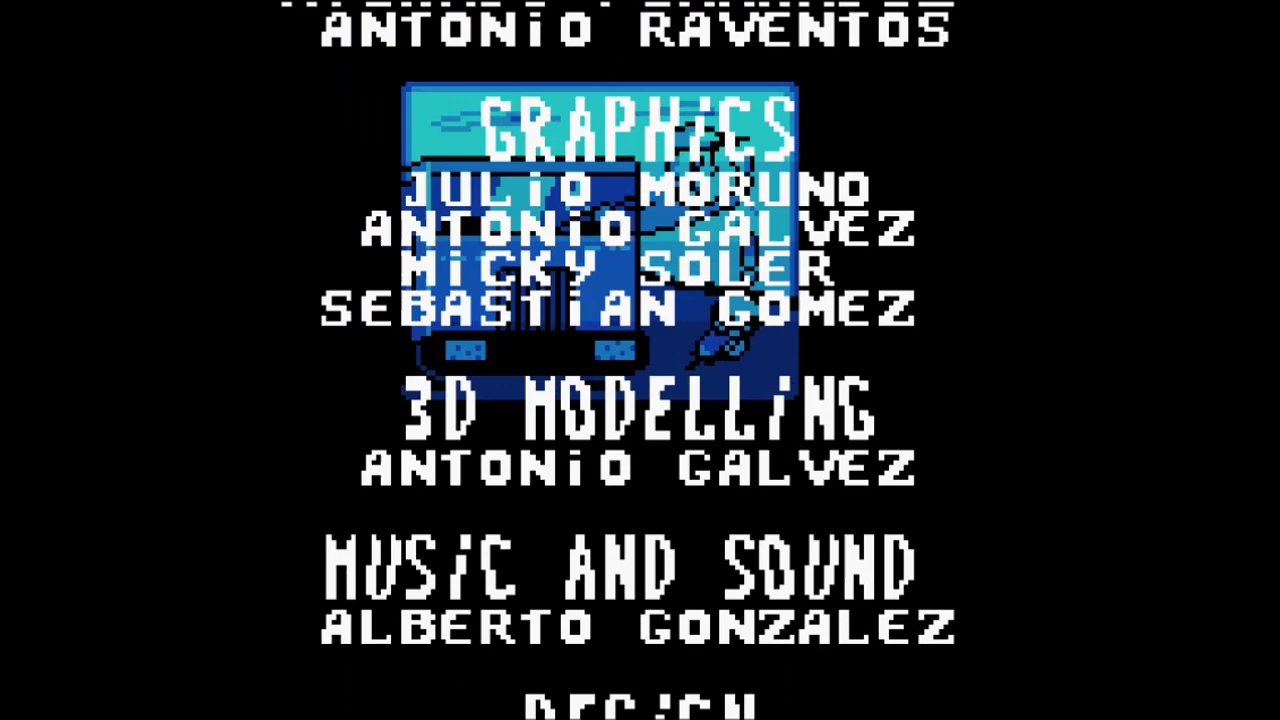 ANTONiO RAVENTOS
GRAPHiCS
JULiO MORUNO
ANTONiO GALVEZ
MiCKY SOLER
SEBASTiAN GOMEZ
3D MODELLiNG
ANTONiO GALVEZ
MUSiC AND SOUND
ALBERTO GONZALEZ
DESiGN